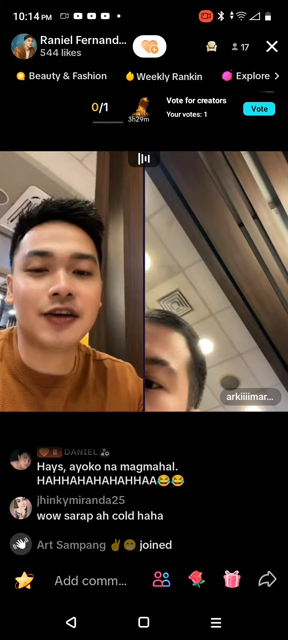 10:14 PM
Raniel Fernand...
544 likes
17
Beauty & Fashion
Weekly Rankin
Explore >
0/1
3h29m
Vote for creators
Your votes: 1
Vote
arkiiiimar...
DANIEL
Hays, ayoko na magmahal.
HAHHAHAHAHAHHAA😂😂
jhinkymiranda25
wow sarap ah cold haha
Art Sampang ✌😁 joined
Add comm...